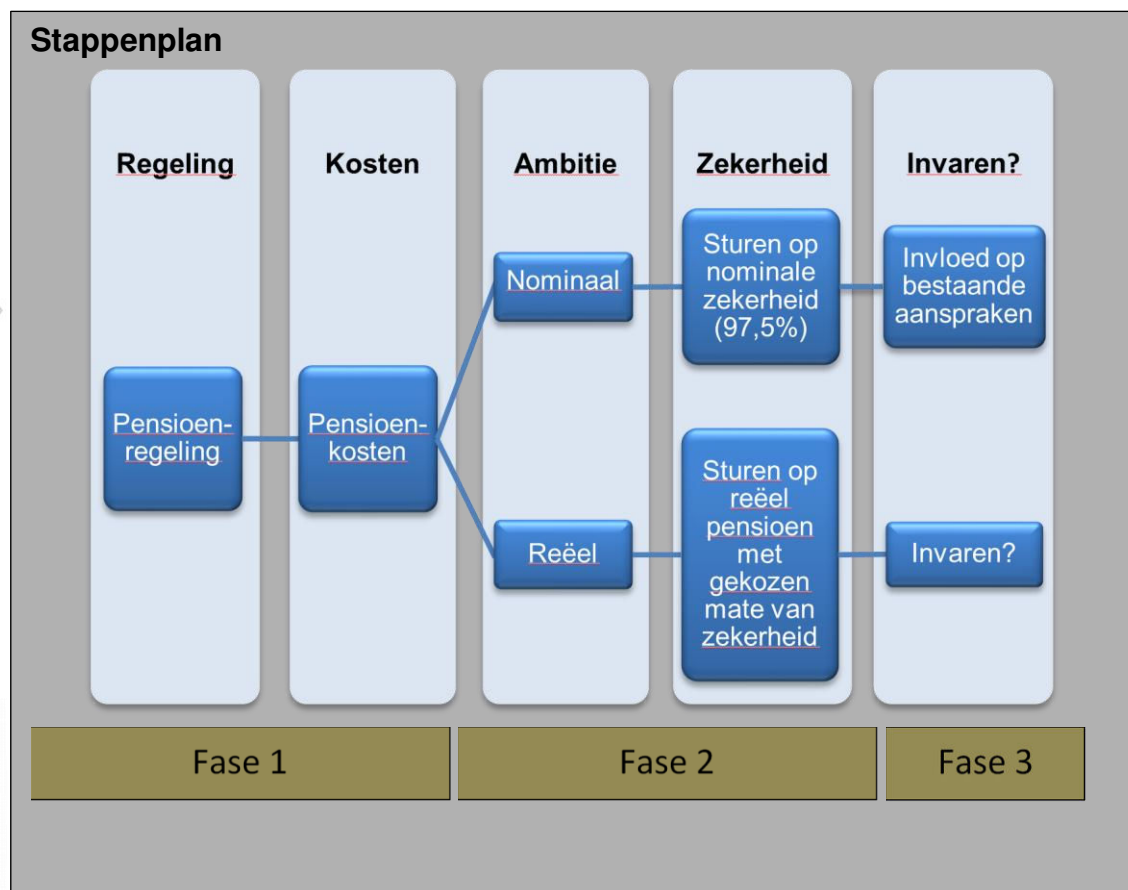 Stappenplan
Regeling
Kosten
Ambitie
Zekerheid
Invaren?
Pensioen-
regeling
Pensioen-
kosten
Nominaal
Sturen op
nominale
zekerheid
(97,5%)
Invloed op
bestaande
aanspraken
Reëel
Sturen op
reëel
pensioen
met
gekozen
mate van
zekerheid
Invaren?
Fase 1
Fase 2
Fase 3